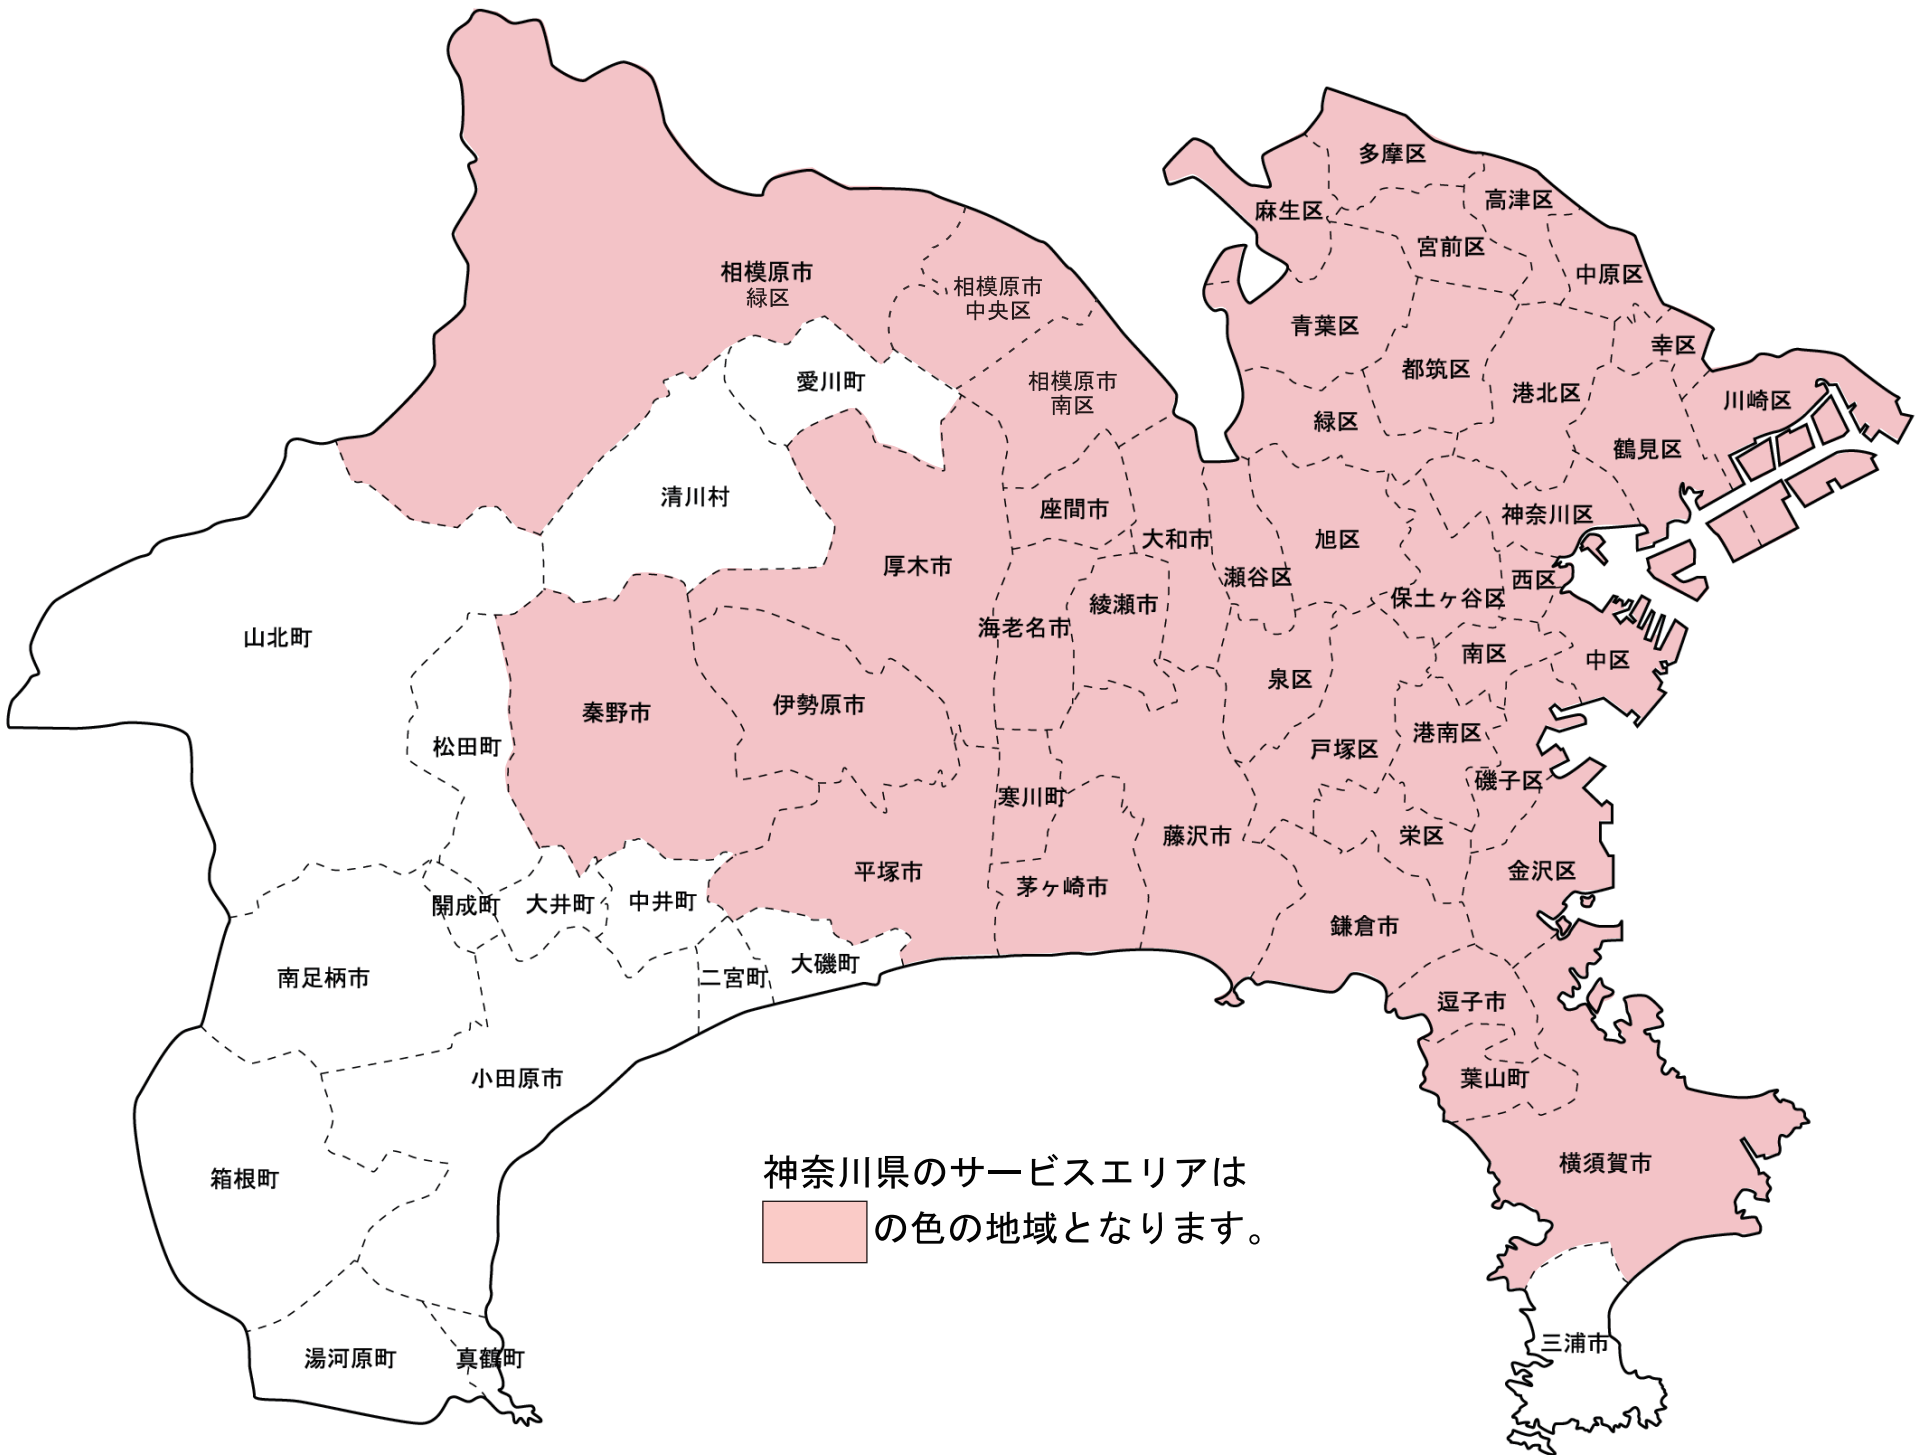 多摩区
高津区
麻生区
宮前区
中原区
相模原市
緑区
相模原市
中央区
青葉区
幸区
都筑区
愛川町
相模原市
南区
港北区
川崎区
緑区
鶴見区
清川村
座間市
神奈川区
大和市
旭区
厚木市
瀬谷区
西区
保土ヶ谷区
綾瀬市
海老名市
山北町
南区
中区
泉区
伊勢原市
秦野市
松田町
戸塚区
港南区
磯子区
寒川町
藤沢市
栄区
平塚市
茅ヶ崎市
金沢区
開成町
大井町
中井町
鎌倉市
南足柄市
二宮町
大磯町
逗子市
小田原市
葉山町
箱根町
横須賀市
神奈川県のサービスエリアは
の色の地域となります。
三浦市
湯河原町
真鶴町